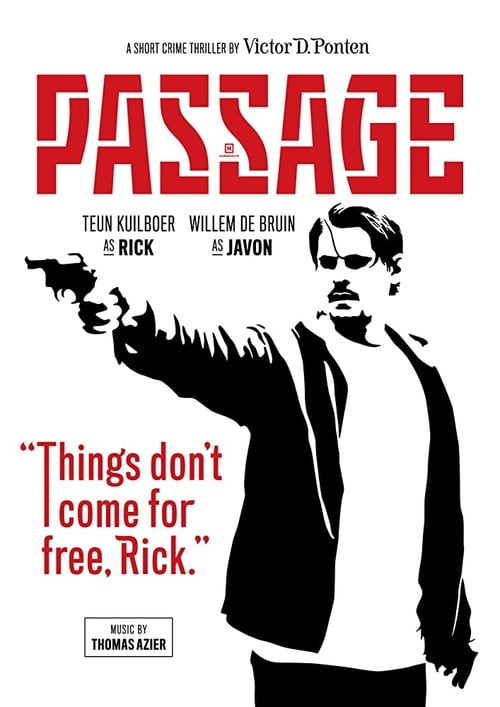 A SHORT CRIME THRILLER BY Victor D. Ponten
PASSAGE
TEUN KUILBOER
AS RICK
WILLEM DE BRUIN
AS JAVON
“Things don’t
come for
free, Rick.”
MUSIC BY
THOMAS AZIER